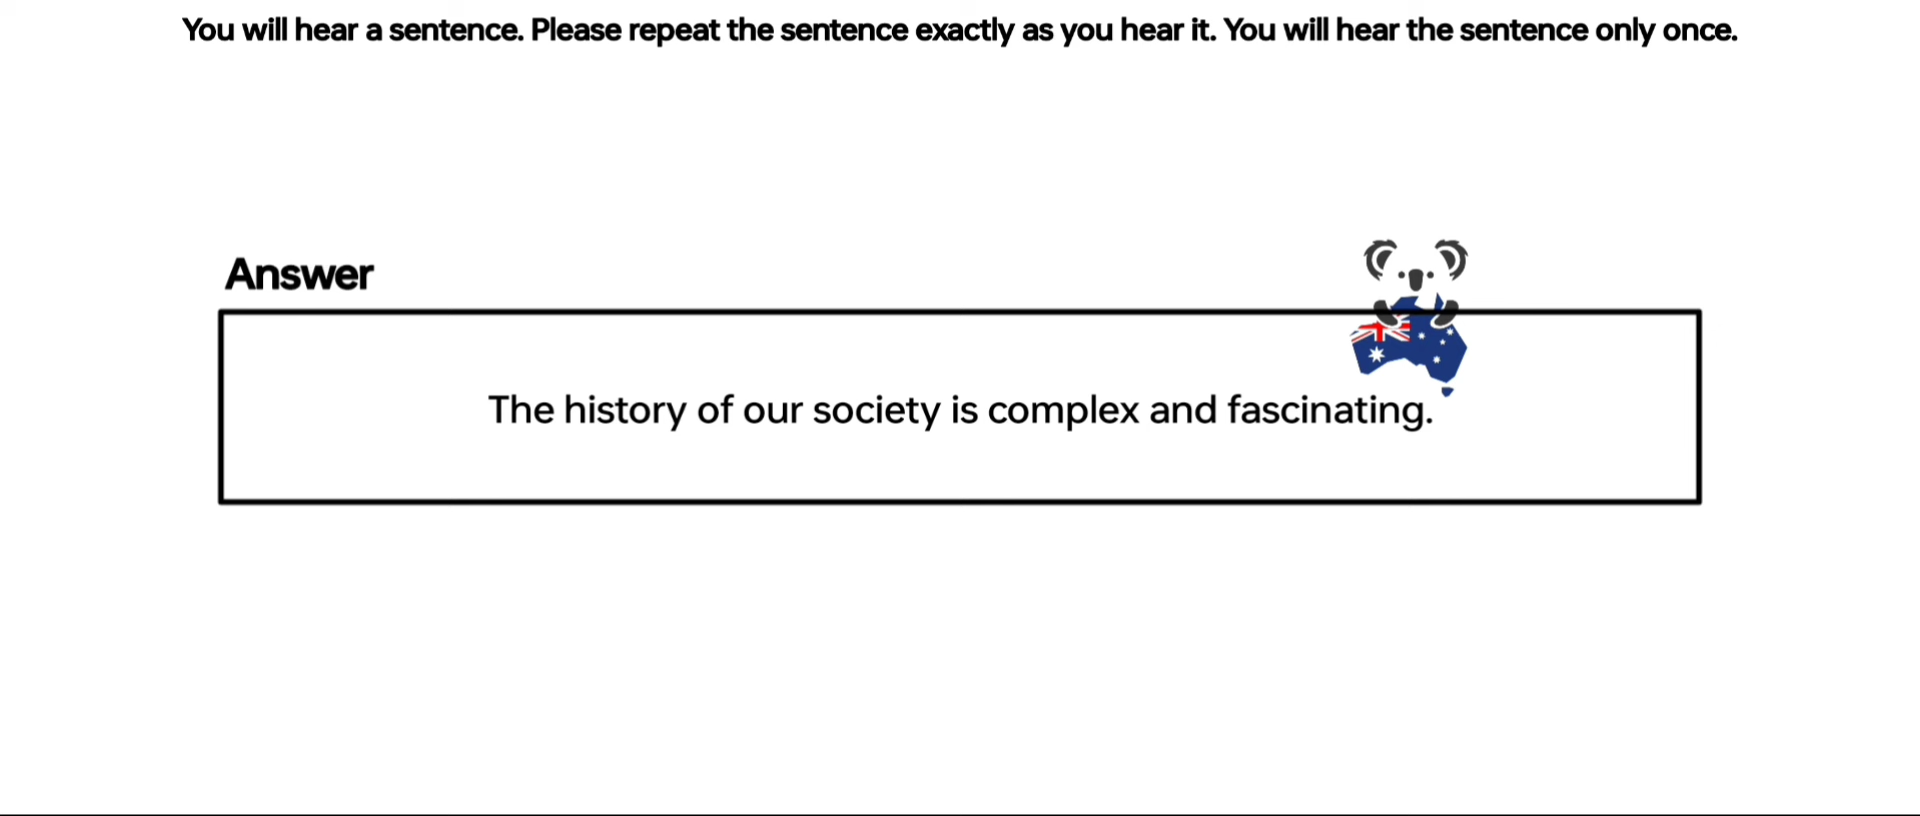 You will hear a sentence. Please repeat the sentence exactly as you hear it. You will hear the sentence only once.
Answer
The history of our society is complex and fascinating.